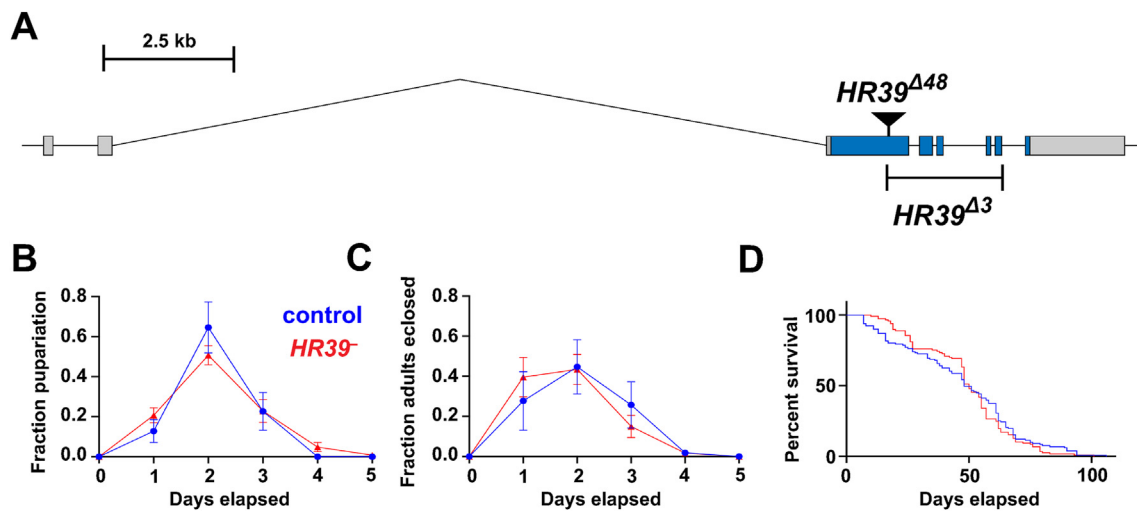 A
2.5 kb
HR39Δ48
HR39Δ3
B
C
D
Fraction pupariation
0.8
0.6
0.4
0.2
0.0
0 1 2 3 4 5
Days elapsed
control
HR39⁻
Fraction adults eclosed
0.8
0.6
0.4
0.2
0.0
0 1 2 3 4 5
Days elapsed
Percent survival
100
50
0
0 50 100
Days elapsed